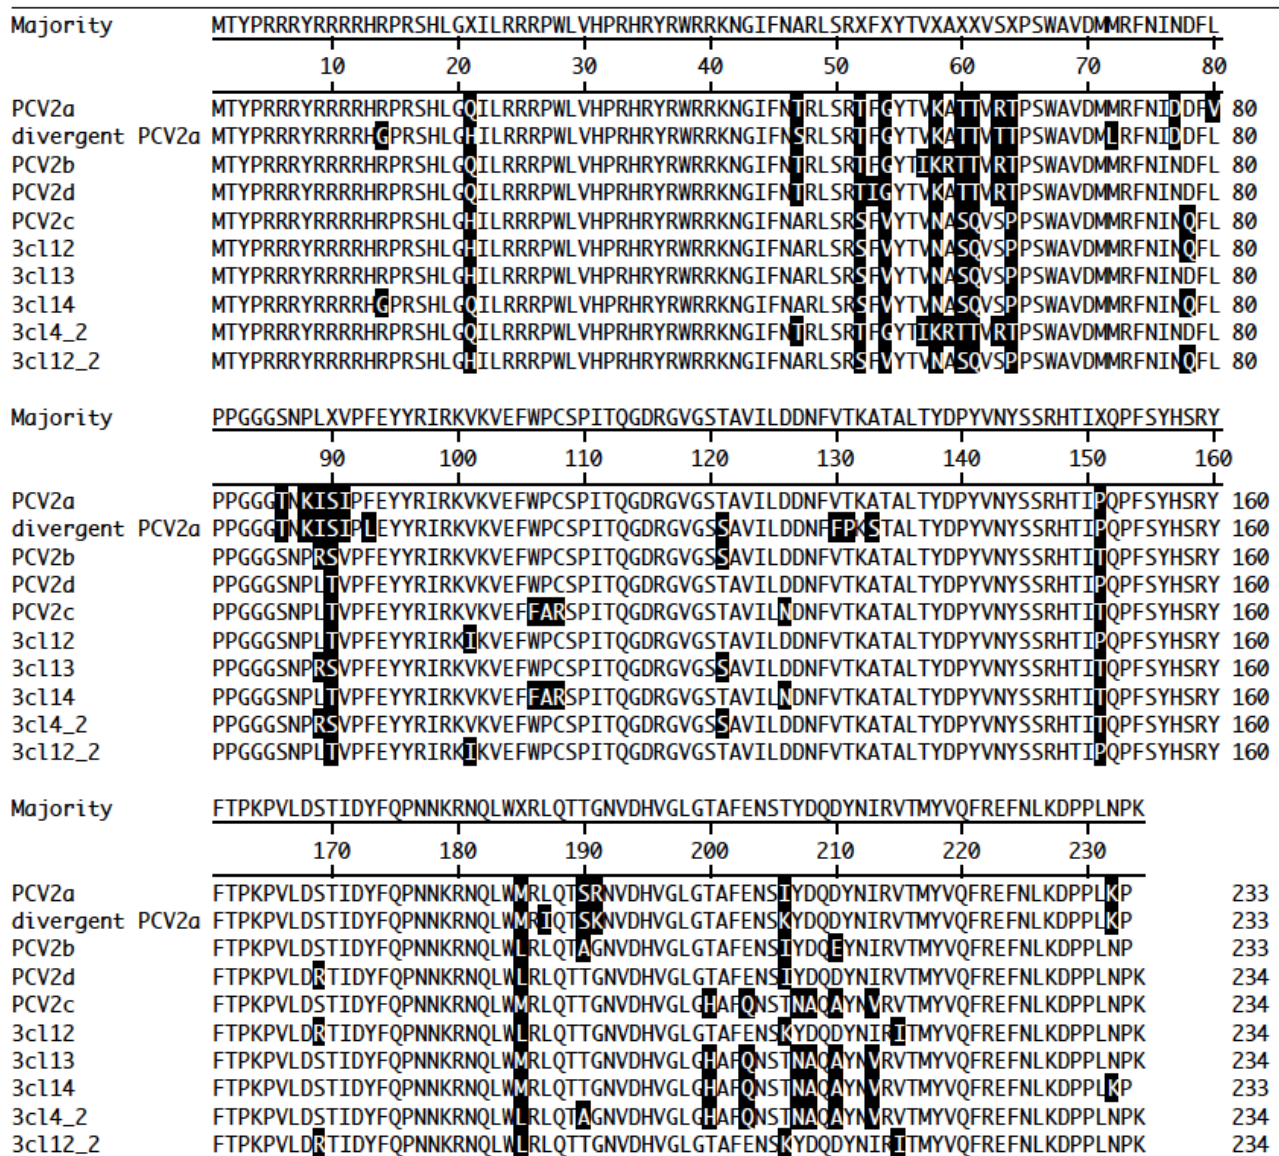 Majority MTYPRRRYRRRRHRPRSHLGXILRRRPWLVHPRHRYRWRRKNGIFNARLSRXFXYTVXAXXVSXPSWAVDMMRFNINDFL
10 20 30 40 50 60 70 80
PCV2a MTYPRRRYRRRRHRPRSHLGQILRRRPWLVHPRHRYRWRRKNGIFNTRLSRTFGYTVKATTVRTPSWAVDMMRFNIDDFV 80
divergent PCV2a MTYPRRRYRRRRHGPRSHLGHILRRRPWLVHPRHRYRWRRKNGIFNSRLSRTFGYTVKATTVTTPSWAVDMLRFNIDDFL 80
PCV2b MTYPRRRYRRRRHRPRSHLGQILRRRPWLVHPRHRYRWRRKNGIFNTRLSRTFGYTIKRTTVRTPSWAVDMMRFNINDFL 80
PCV2d MTYPRRRYRRRRHRPRSHLGQILRRRPWLVHPRHRYRWRRKNGIFNTRLSRTIGYTVKATTVRTPSWAVDMMRFNINDFL 80
PCV2c MTYPRRRYRRRRHRPRSHLGHILRRRPWLVHPRHRYRWRRKNGIFNARLSRSFVYTVNASQVSPPSWAVDMMRFNINQFL 80
3cl12 MTYPRRRYRRRRHRPRSHLGHILRRRPWLVHPRHRYRWRRKNGIFNARLSRSFVYTVNASQVSPPSWAVDMMRFNINQFL 80
3cl13 MTYPRRRYRRRRHRPRSHLGHILRRRPWLVHPRHRYRWRRKNGIFNARLSRSFVYTVNASQVSPPSWAVDMMRFNINDFL 80
3cl14 MTYPRRRYRRRRHGPRSHLGQILRRRPWLVHPRHRYRWRRKNGIFNARLSRSFVYTVNASQVSPPSWAVDMMRFNINQFL 80
3cl4_2 MTYPRRRYRRRRHRPRSHLGQILRRRPWLVHPRHRYRWRRKNGIFNTRLSRTFGYTIKRTTVRTPSWAVDMMRFNINDFL 80
3cl12_2 MTYPRRRYRRRRHRPRSHLGHILRRRPWLVHPRHRYRWRRKNGIFNARLSRSFVYTVNASQVSPPSWAVDMMRFNINQFL 80
Majority PPGGGSNPLXVPFEYYRIRKVKVEFWPCSPITQGDRGVGSTAVILDDNFVTKATALTYDPYVNYSSRHTIXQPFSYHSRY
90 100 110 120 130 140 150 160
PCV2a PPGGGTNKISIPFEYYRIRKVKVEFWPCSPITQGDRGVGSTAVILDDNFVTKATALTYDPYVNYSSRHTIPQPFSYHSRY 160
divergent PCV2a PPGGGTNKISIPLEYYRIRKVKVEFWPCSPITQGDRGVGSSAVILDDNFFPKSTALTYDPYVNYSSRHTIPQPFSYHSRY 160
PCV2b PPGGGSNPRSVPFEYYRIRKVKVEFWPCSPITQGDRGVGSSAVILDDNFVTKATALTYDPYVNYSSRHTITQPFSYHSRY 160
PCV2d PPGGGSNPLTVPFEYYRIRKVKVEFWPCSPITQGDRGVGSTAVILDDNFVTKATALTYDPYVNYSSRHTIPQPFSYHSRY 160
PCV2c PPGGGSNPLTVPFEYYRIRKVKVEFFARSPITQGDRGVGSTAVILNDNFVTKATALTYDPYVNYSSRHTITQPFSYHSRY 160
3cl12 PPGGGSNPLTVPFEYYRIRKIKVEFWPCSPITQGDRGVGSTAVILDDNFVTKATALTYDPYVNYSSRHTIPQPFSYHSRY 160
3cl13 PPGGGSNPRSVPFEYYRIRKVKVEFWPCSPITQGDRGVGSSAVILDDNFVTKATALTYDPYVNYSSRHTITQPFSYHSRY 160
3cl14 PPGGGSNPLTVPFEYYRIRKVKVEFFARSPITQGDRGVGSTAVILNDNFVTKATALTYDPYVNYSSRHTITQPFSYHSRY 160
3cl4_2 PPGGGSNPRSVPFEYYRIRKVKVEFWPCSPITQGDRGVGSSAVILDDNFVTKATALTYDPYVNYSSRHTITQPFSYHSRY 160
3cl12_2 PPGGGSNPLTVPFEYYRIRKIKVEFWPCSPITQGDRGVGSTAVILDDNFVTKATALTYDPYVNYSSRHTIPQPFSYHSRY 160
Majority FTPKPVLDSTIDYFQPNNKRNQLWXRLQTTGNVDHVGLGTAFENSTYDQDYNIRVTMYVQFREFNLKDPPLNPK
170 180 190 200 210 220 230
PCV2a FTPKPVLDSTIDYFQPNNKRNQLWMRLQTSRNVDHVGLGTAFENSIYDQDYNIRVTMYVQFREFNLKDPPLKP 233
divergent PCV2a FTPKPVLDSTIDYFQPNNKRNQLWMRIQTSKNVDHVGLGTAFENSKYDQDYNIRVTMYVQFREFNLKDPPLKP 233
PCV2b FTPKPVLDSTIDYFQPNNKRNQLWLRLQTAGNVDHVGLGTAFENSIYDQEYNIRVTMYVQFREFNLKDPPLNP 233
PCV2d FTPKPVLDRTIDYFQPNNKRNQLWLRLQTTGNVDHVGLGTAFENSIYDQDYNIRVTMYVQFREFNLKDPPLNPK 234
PCV2c FTPKPVLDSTIDYFQPNNKRNQLWMRLQTTGNVDHVGLGHAFQNSTNAQAYNVRVTMYVQFREFNLKDPPLNPK 234
3cl12 FTPKPVLDRTIDYFQPNNKRNQLWLRLQTTGNVDHVGLGTAFENSKYDQDYNIRITMYVQFREFNLKDPPLNPK 234
3cl13 FTPKPVLDSTIDYFQPNNKRNQLWMRLQTTGNVDHVGLGHAFQNSTNAQAYNVRVTMYVQFREFNLKDPPLNPK 234
3cl14 FTPKPVLDSTIDYFQPNNKRNQLWMRLQTTGNVDHVGLGHAFQNSTNAQAYNVRVTMYVQFREFNLKDPPLKP 233
3cl4_2 FTPKPVLDSTIDYFQPNNKRNQLWLRLQTAGNVDHVGLGHAFQNSTNAQAYNVRVTMYVQFREFNLKDPPLNPK 234
3cl12_2 FTPKPVLDRTIDYFQPNNKRNQLWLRLQTTGNVDHVGLGTAFENSKYDQDYNIRITMYVQFREFNLKDPPLNPK 234